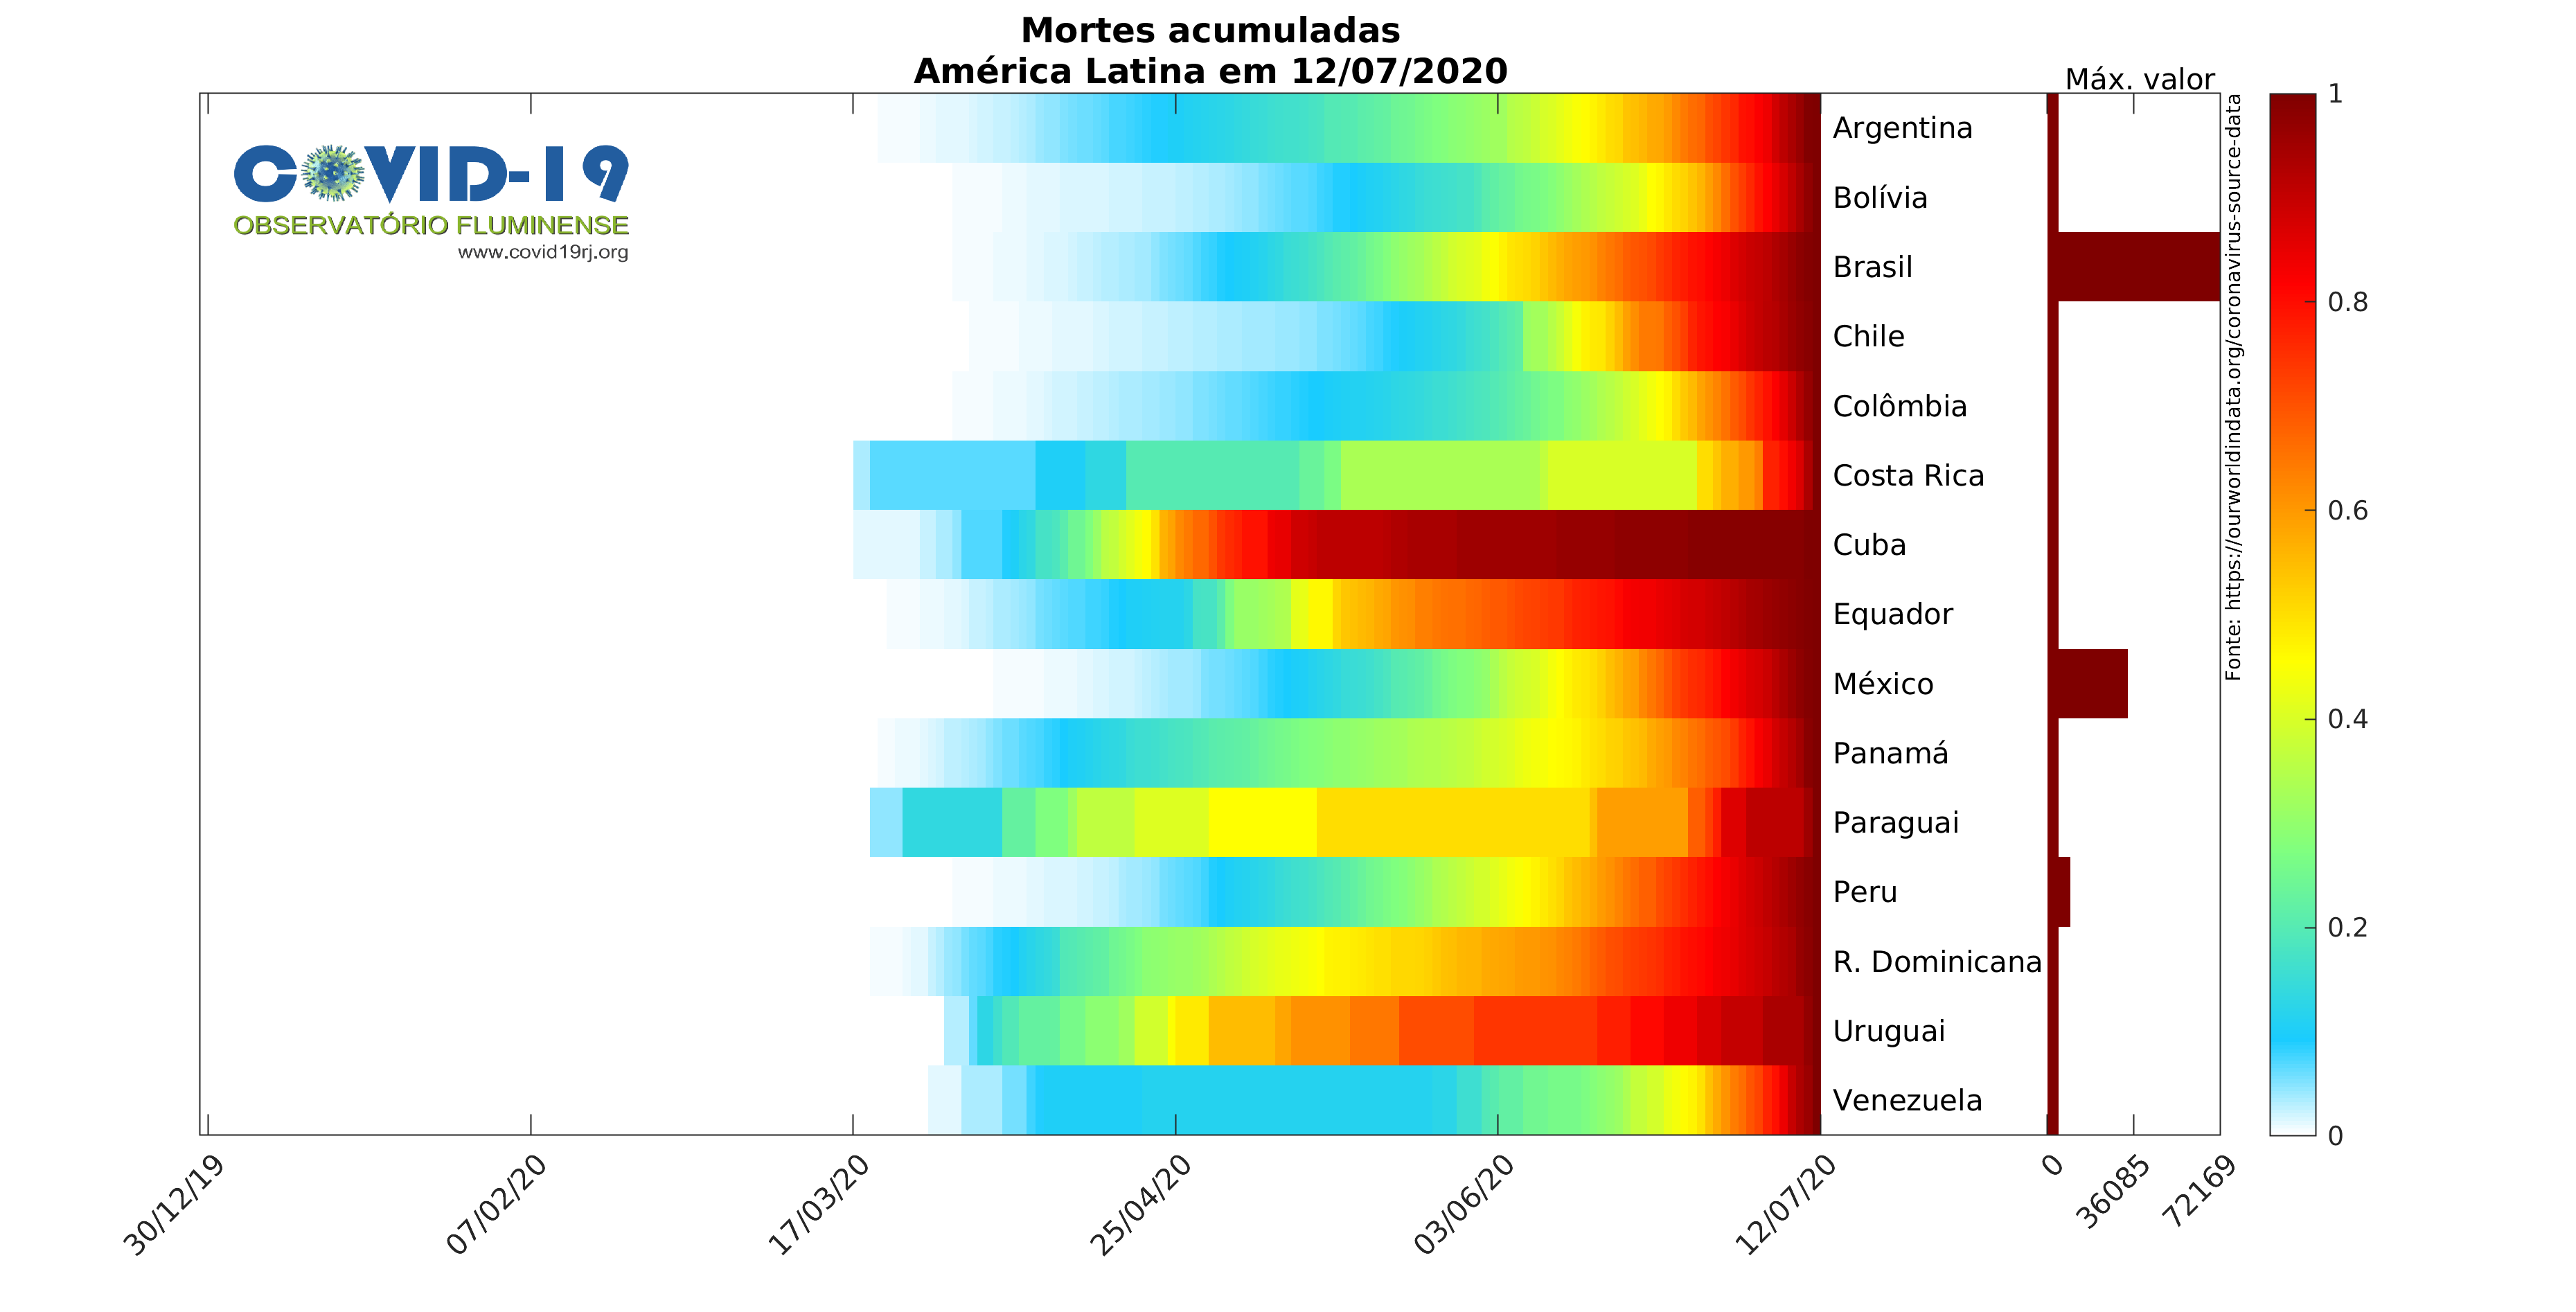 Mortes acumuladas
América Latina em 12/07/2020
Máx. valor
COVID-19
OBSERVATÓRIO FLUMINENSE
www.covid19rj.org
Argentina
Bolívia
Brasil
Chile
Colômbia
Costa Rica
Cuba
Equador
México
Panamá
Paraguai
Peru
R. Dominicana
Uruguai
Venezuela
Fonte: https://ourworldindata.org/coronavirus-source-data
1
0.8
0.6
0.4
0.2
0
30/12/19
07/02/20
17/03/20
25/04/20
03/06/20
12/07/20
0
36085
72169